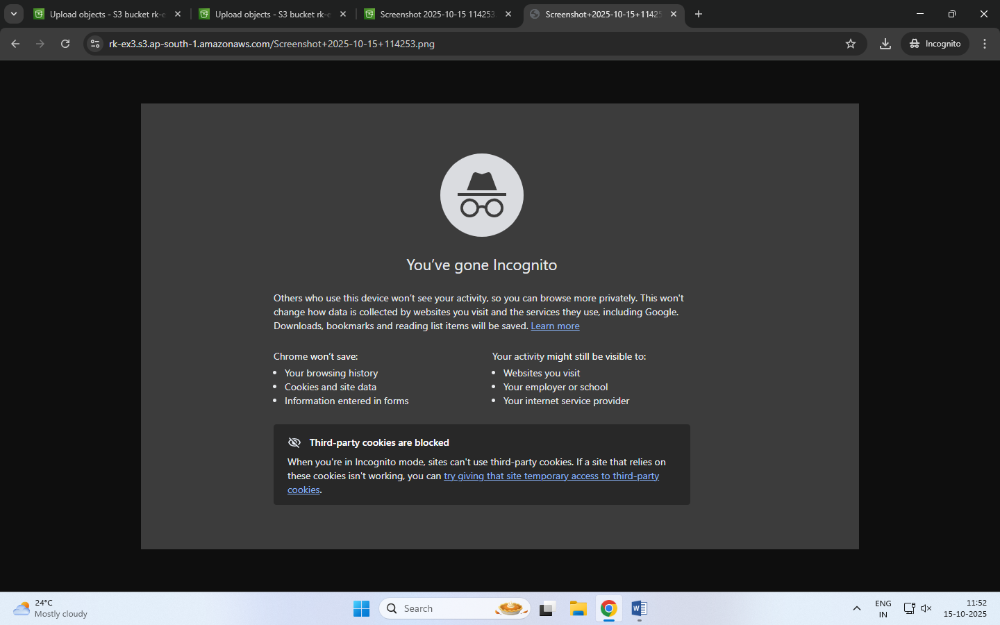 Upload objects - S3 bucket rk-e
Upload objects - S3 bucket rk-e
Screenshot 2025-10-15 114253
Screenshot+2025-10-15+11425
rk-ex3.s3.ap-south-1.amazonaws.com/Screenshot+2025-10-15+114253.png
Incognito
You’ve gone Incognito
Others who use this device won’t see your activity, so you can browse more privately. This won't
change how data is collected by websites you visit and the services they use, including Google.
Downloads, bookmarks and reading list items will be saved. Learn more
Chrome won’t save:
Your browsing history
Cookies and site data
Information entered in forms
Your activity might still be visible to:
Websites you visit
Your employer or school
Your internet service provider
Third-party cookies are blocked
When you're in Incognito mode, sites can't use third-party cookies. If a site that relies on
these cookies isn't working, you can try giving that site temporary access to third-party
cookies.
24°C
Mostly cloudy
Search
W
ENG
IN
11:52
15-10-2025